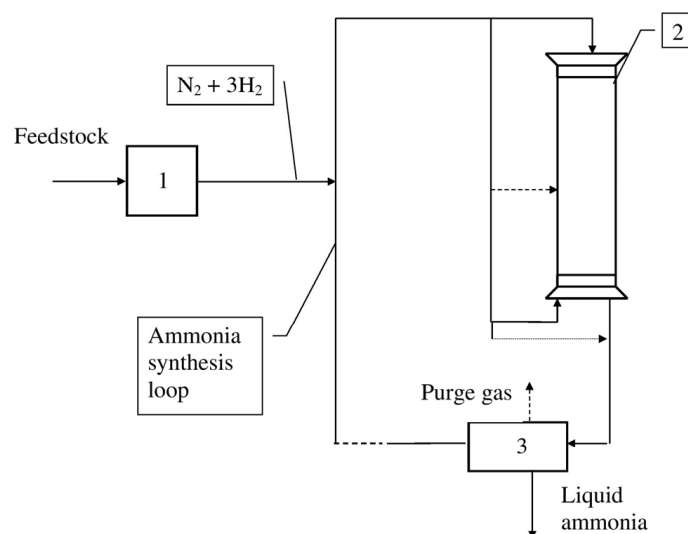 2
N₂ + 3H₂
Feedstock
1
Ammonia
synthesis
loop
Purge gas
3
Liquid
ammonia